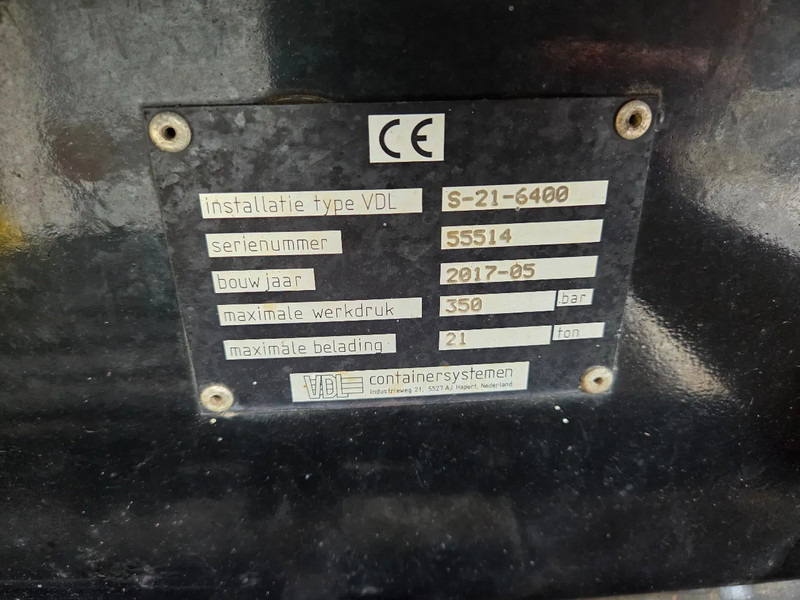 CE
installatie type VDL S-21-6400
serienummer 55514
bouwjaar 2017-05
maximale werkdruk 350 bar
maximale belading 21 ton
VDL containersystemen
Industrieweg 21, 5527 AJ Hapert, Nederland